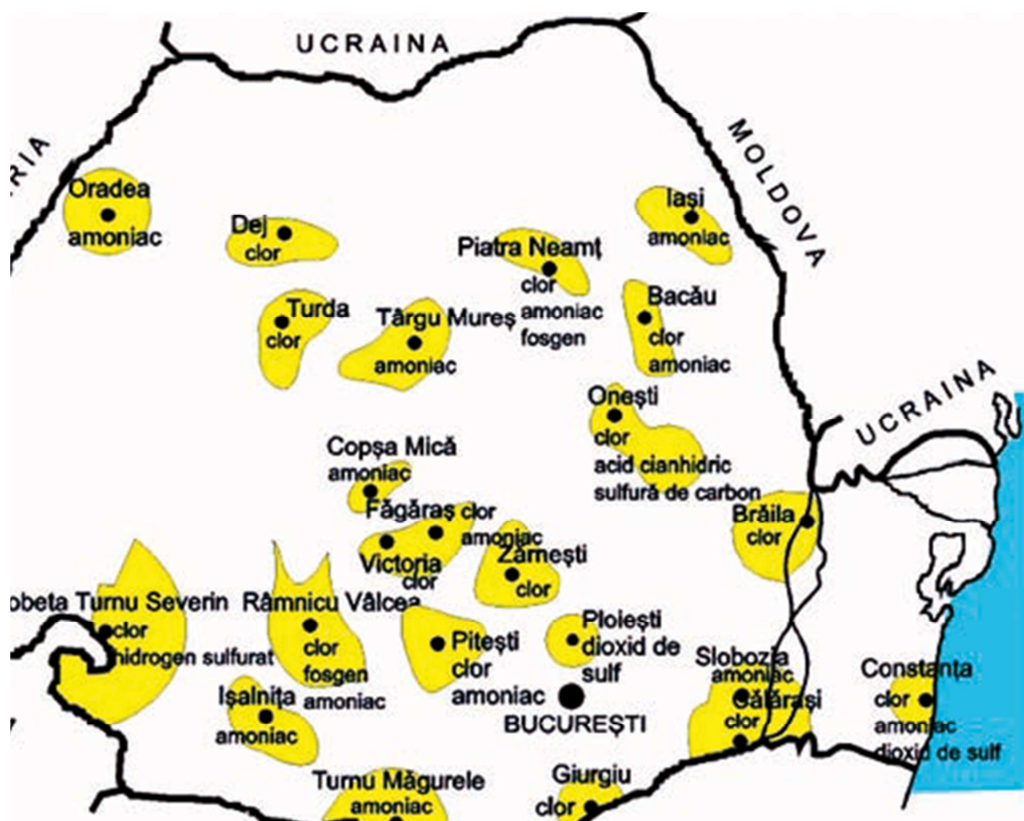 UCRAINA
MOLDOVA
RIA
Oradea
amoniac
Dej
clor
Iași
amoniac
Piatra Neamț
clor
amoniac
fosgen
Bacău
clor
amoniac
Turda
clor
Târgu Mureș
amoniac
Onești
clor
acid cianhidric
sulfură de carbon
UCRAINA
Copșa Mică
amoniac
Făgăraș clor
amoniac
Victoria
clor
Zărnești
clor
Brăila
clor
obeta Turnu Severin
clor
hidrogen sulfurat
Râmnicu Vâlcea
clor
fosgen
amoniac
Pitești
clor
amoniac
Ploiești
dioxid de
sulf
BUCUREȘTI
Slobozia
amoniac
Călărași
clor
Constanța
clor
amoniac
dioxid de sulf
Ișalnița
amoniac
Turnu Măgurele
amoniac
Giurgiu
clor